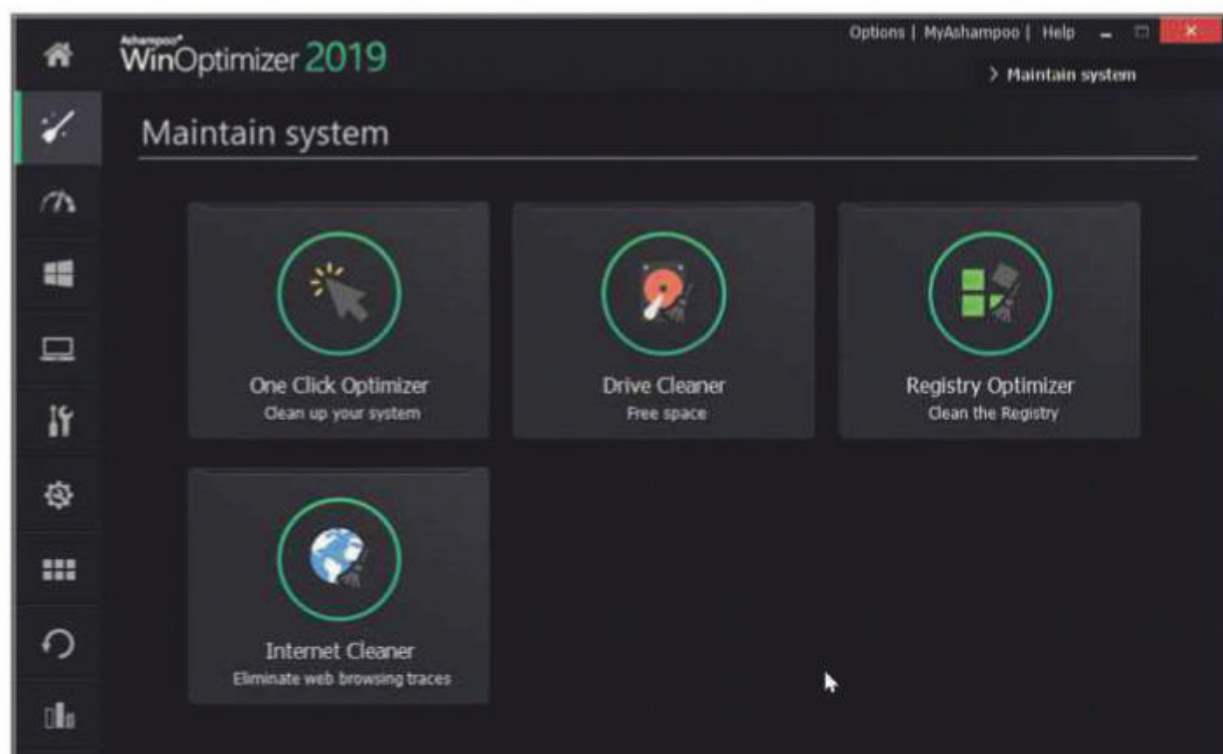 Options | MyAshampoo | Help
Ashampoo®
WinOptimizer 2019
> Maintain system
Maintain system
One Click Optimizer
Clean up your system
Drive Cleaner
Free space
Registry Optimizer
Clean the Registry
Internet Cleaner
Eliminate web browsing traces